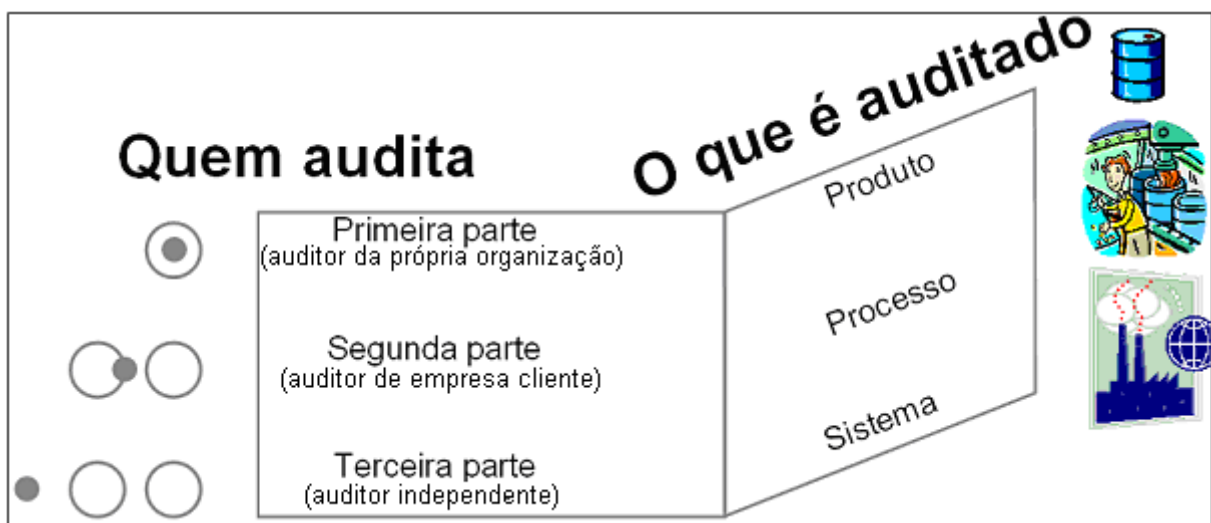 O que é auditado
Quem audita
Produto
Primeira parte
(auditor da própria organização)
Processo
Segunda parte
(auditor de empresa cliente)
Sistema
Terceira parte
(auditor independente)